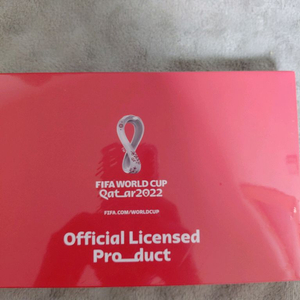 FIFA WORLD CUP
Qatar2022
FIFA.COM/WORLDCUP
Official Licensed
Product